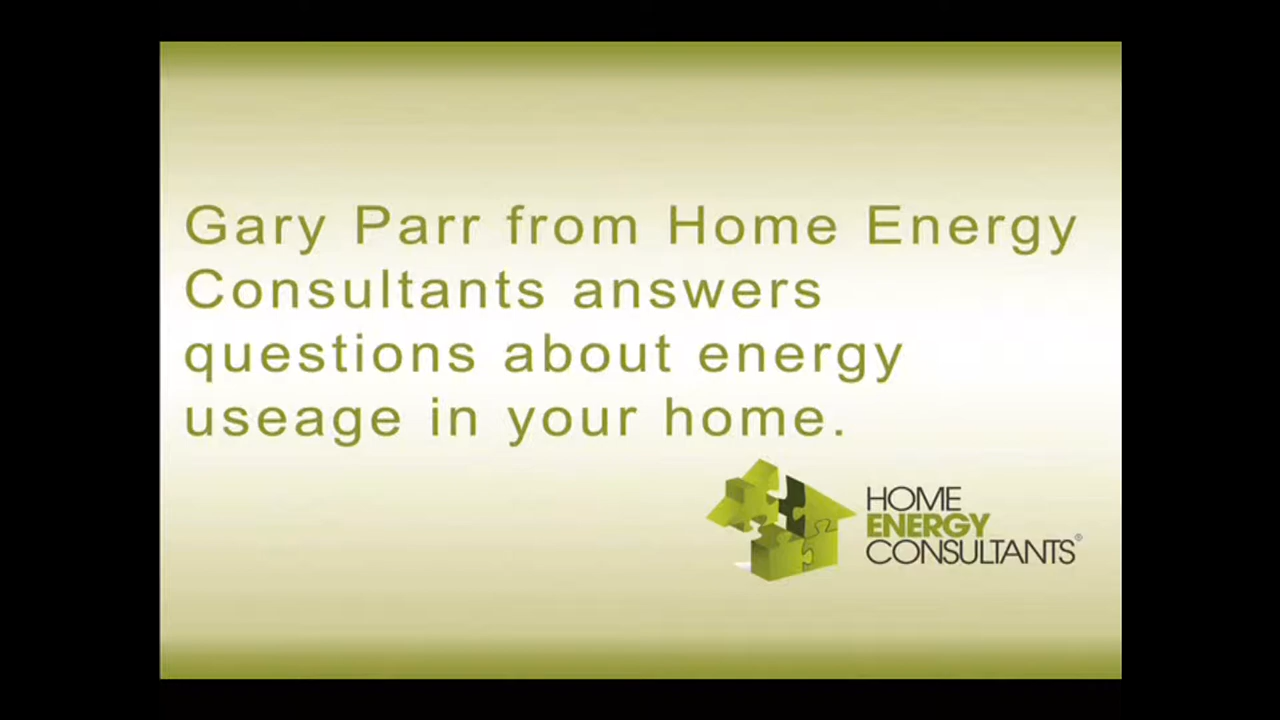 Gary Parr from Home Energy
Consultants answers
questions about energy
useage in your home.
HOME
ENERGY
CONSULTANTS®